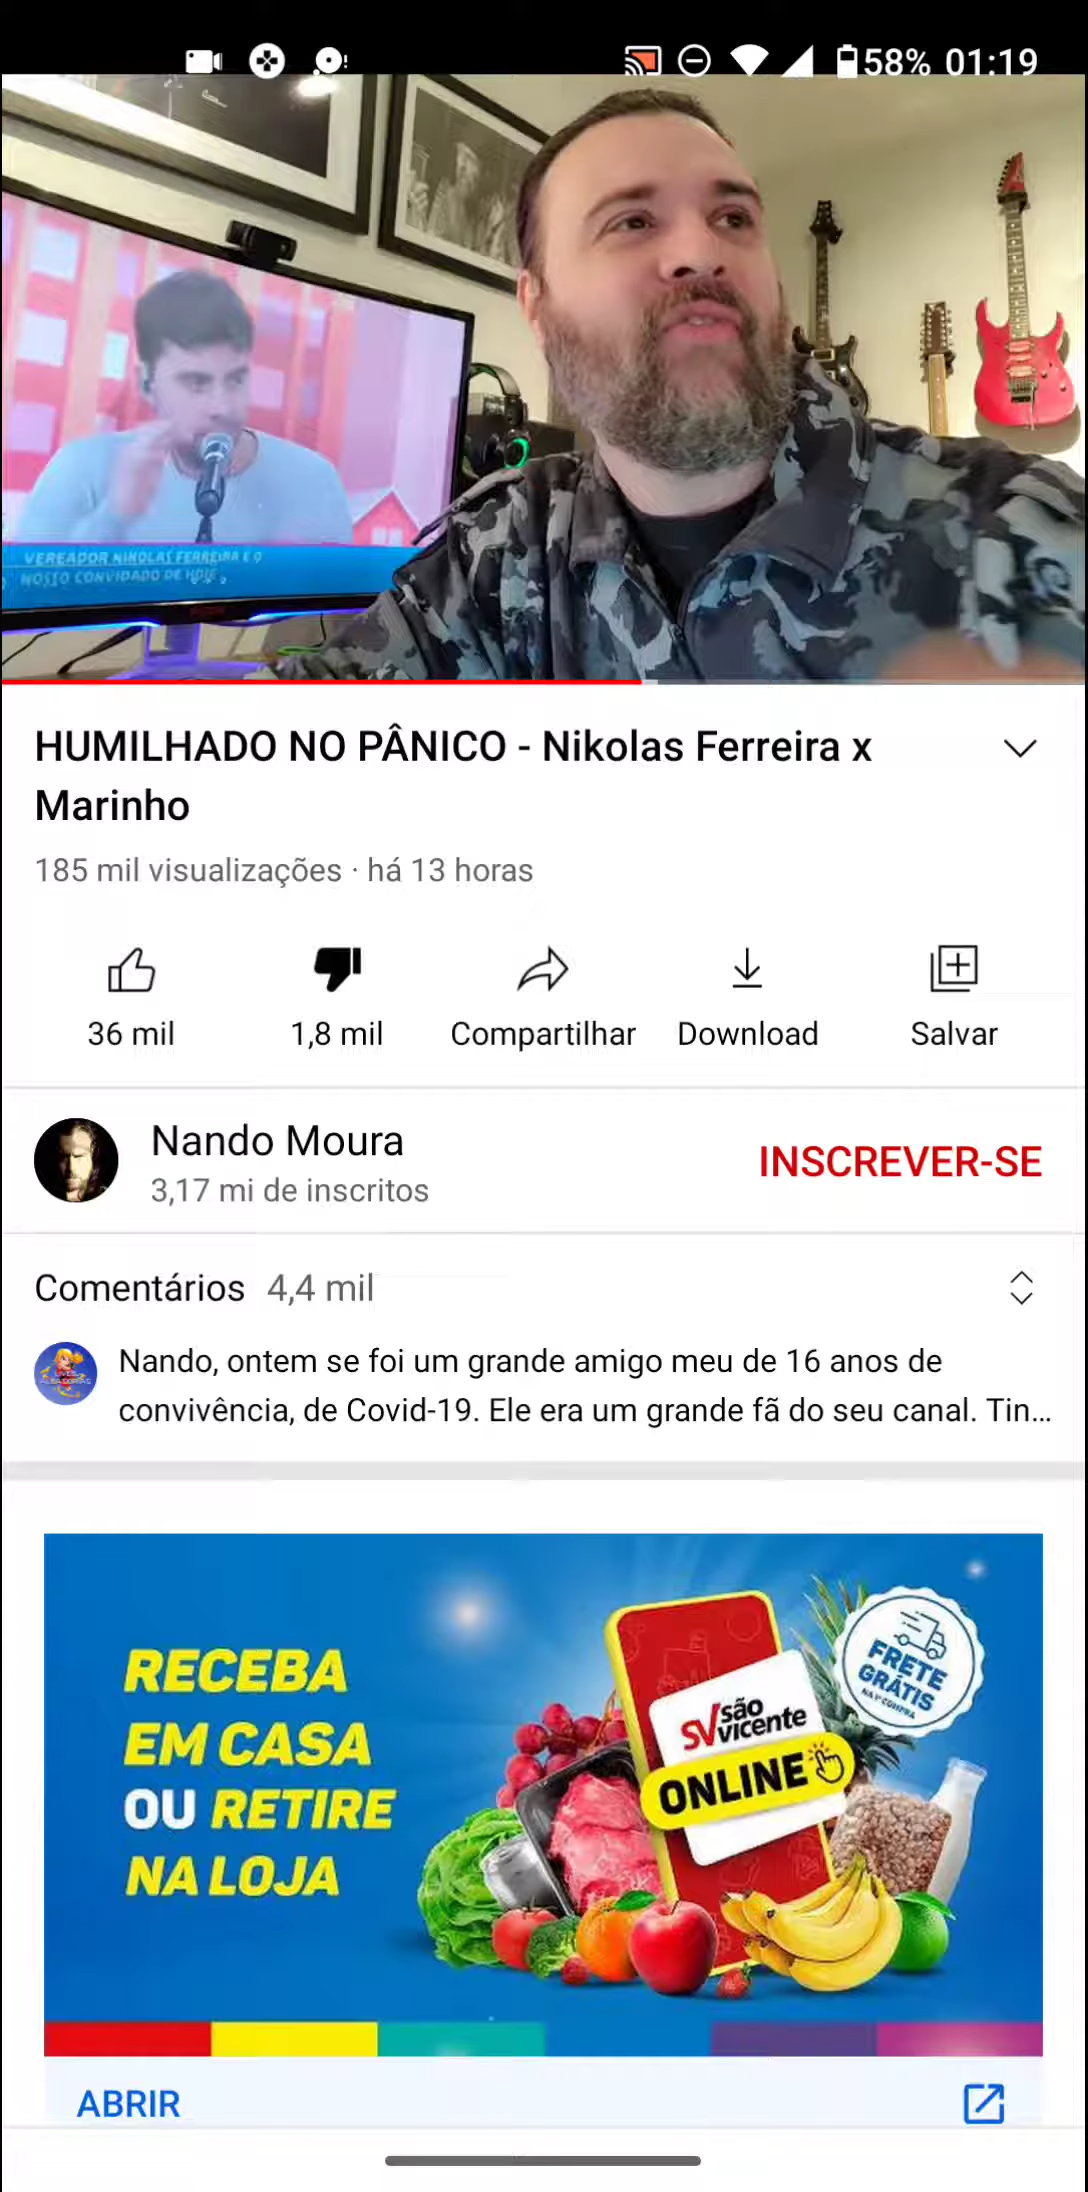 58% 01:19
VEREADOR NIKOLAS FERREIRA E O
NOSSO CONVIDADO DE HOJE
HUMILHADO NO PÂNICO - Nikolas Ferreira x
Marinho
185 mil visualizações · há 13 horas
36 mil
1,8 mil
Compartilhar
Download
Salvar
Nando Moura
INSCREVER-SE
3,17 mi de inscritos
Comentários 4,4 mil
Nando, ontem se foi um grande amigo meu de 16 anos de
convivência, de Covid-19. Ele era um grande fã do seu canal. Tin...
RECEBA
EM CASA
OU RETIRE
NA LOJA
SV são
vicente
ONLINE
FRETE
GRÁTIS
NA 1ª COMPRA
ABRIR